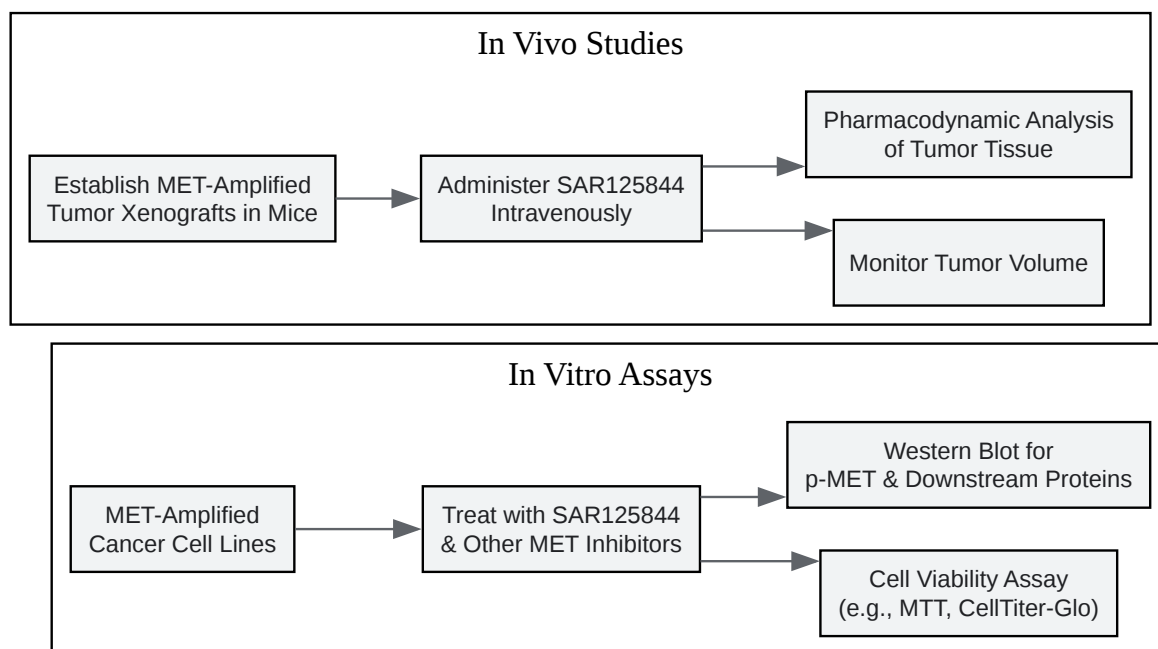 In Vivo Studies
Establish MET-Amplified
Tumor Xenografts in Mice
Administer SAR125844
Intravenously
Pharmacodynamic Analysis
of Tumor Tissue
Monitor Tumor Volume
In Vitro Assays
MET-Amplified
Cancer Cell Lines
Treat with SAR125844
& Other MET Inhibitors
Western Blot for
p-MET & Downstream Proteins
Cell Viability Assay
(e.g., MTT, CellTiter-Glo)